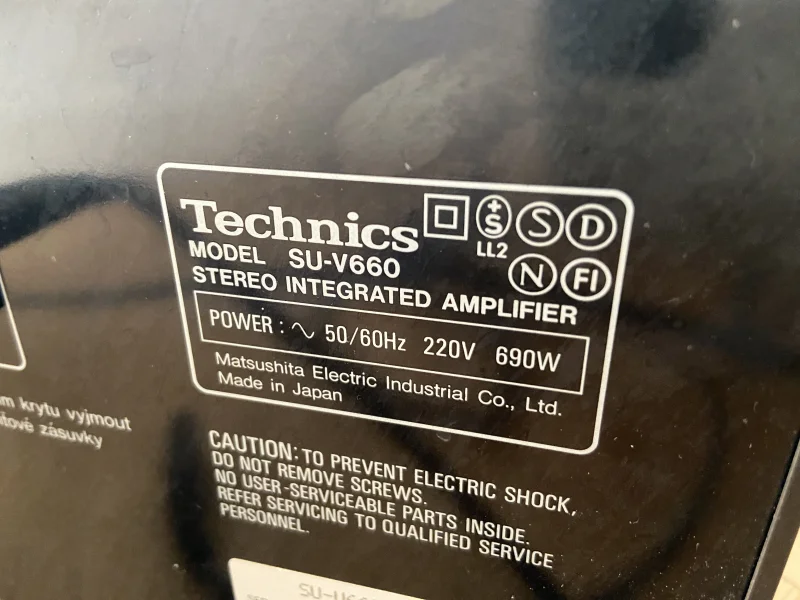 Technics
MODEL SU-V660
STEREO INTEGRATED AMPLIFIER
LL2
S
S
D
N
FI
POWER : ∿ 50/60Hz 220V 690W
Matsushita Electric Industrial Co., Ltd.
Made in Japan
krytu vyjmout
zásuvky
CAUTION: TO PREVENT ELECTRIC SHOCK,
DO NOT REMOVE SCREWS.
NO USER-SERVICEABLE PARTS INSIDE.
REFER SERVICING TO QUALIFIED SERVICE
PERSONNEL.